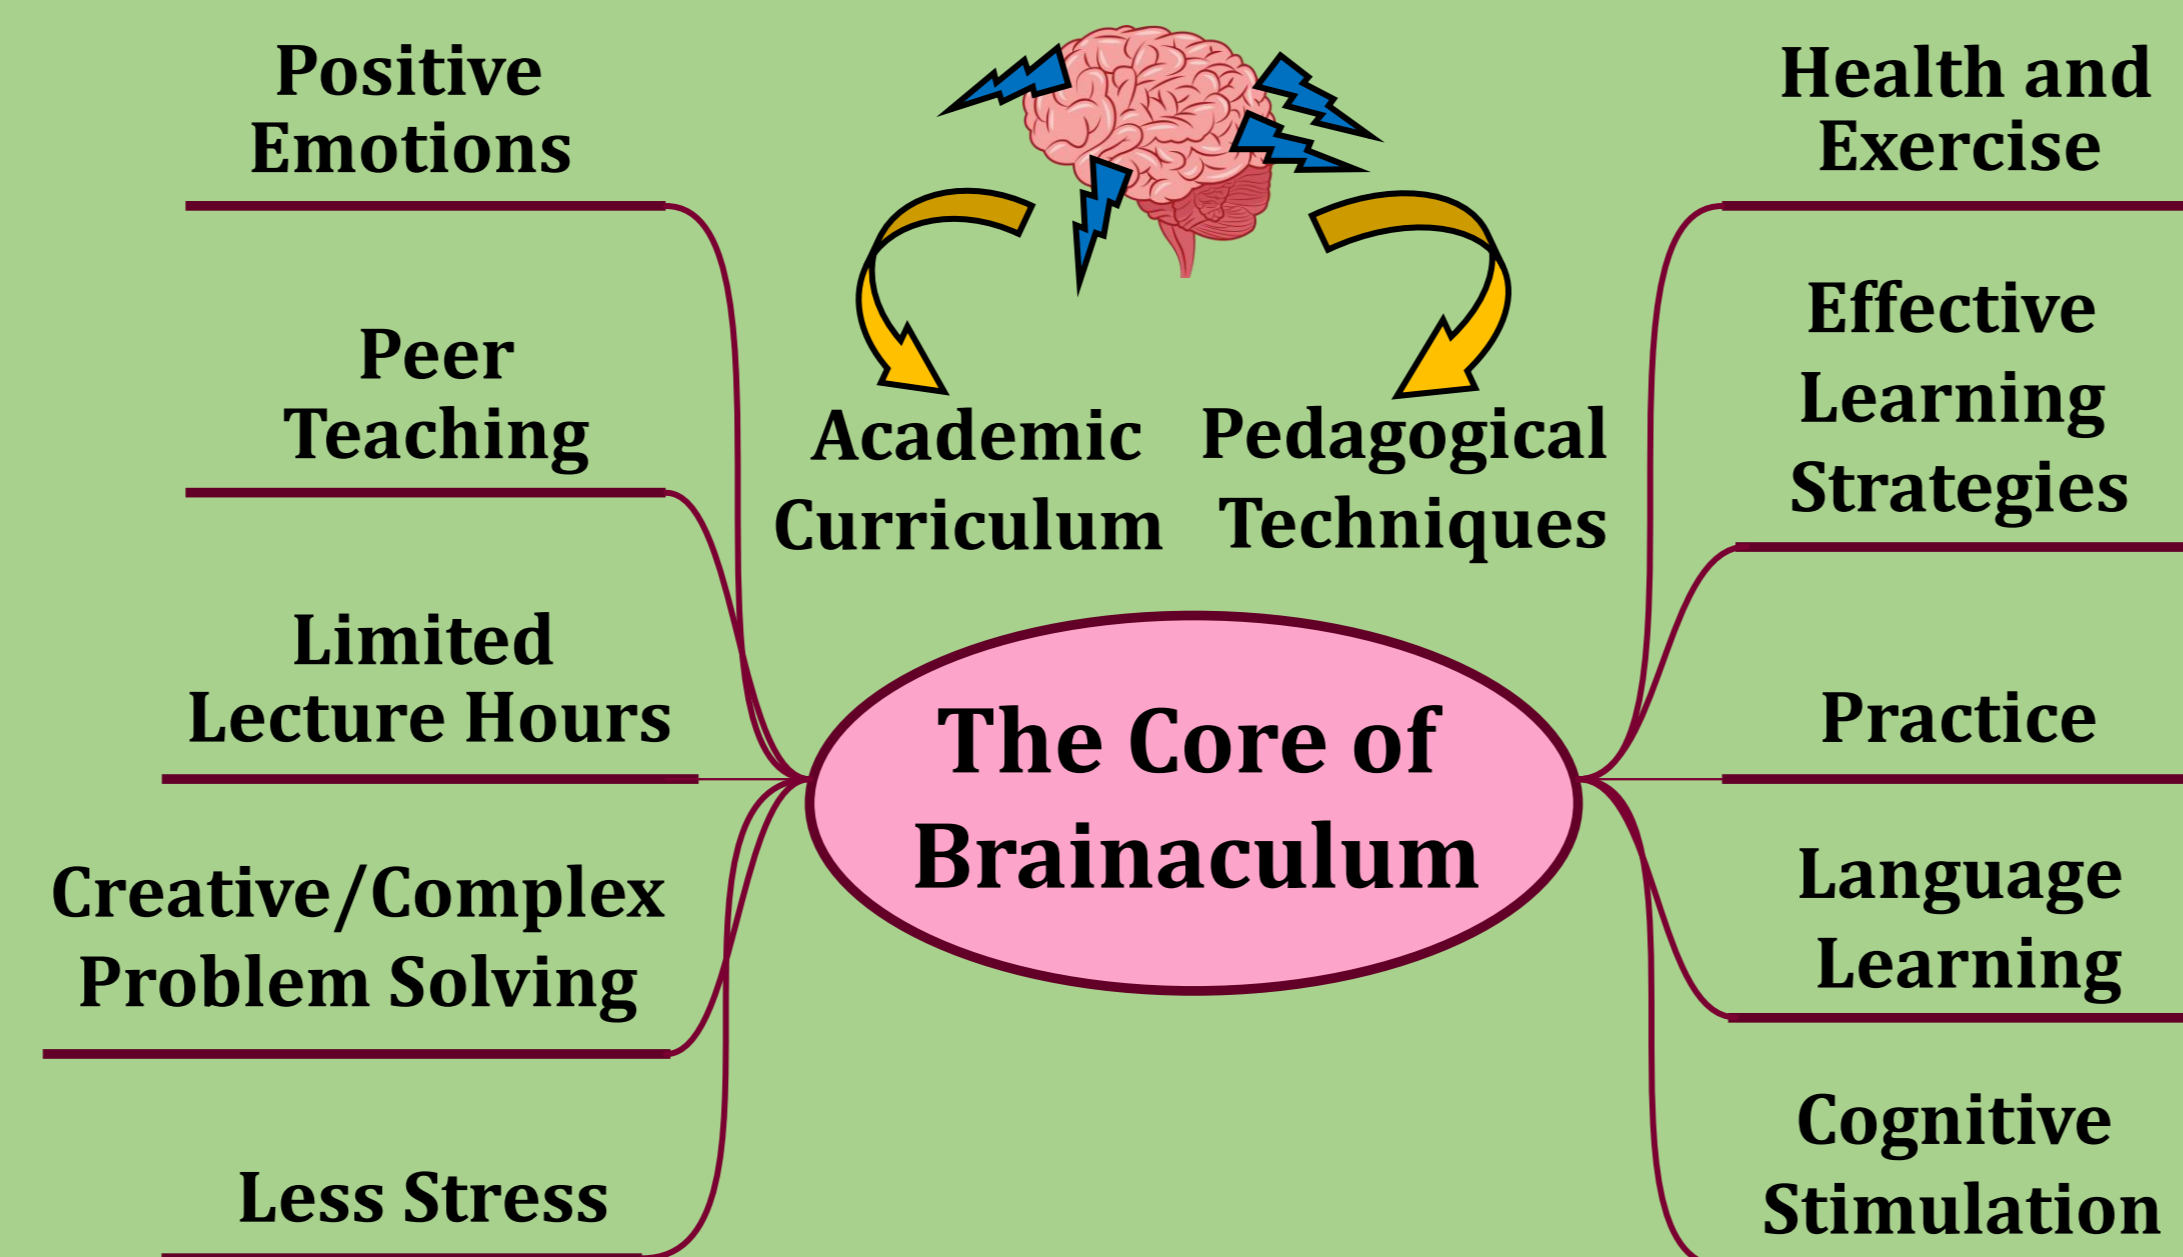 Positive
Emotions
Peer
Teaching
Limited
Lecture Hours
Creative/Complex
Problem Solving
Less Stress
Academic
Curriculum
Pedagogical
Techniques
The Core of
Brainaculum
Health and
Exercise
Effective
Learning
Strategies
Practice
Language
Learning
Cognitive
Stimulation